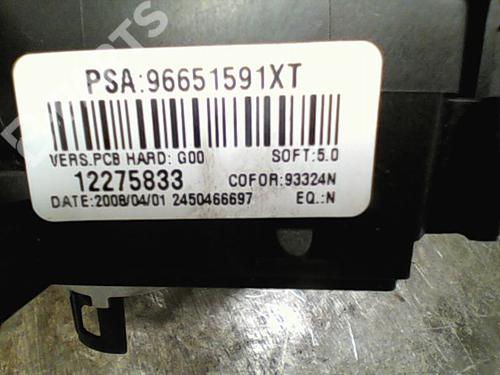 PSA:96651591XT
VERS.PCB HARD: G00 SOFT:5.0
12275833 COFOR:93324N
DATE:2008/04/01 2450466697 EQ.:N